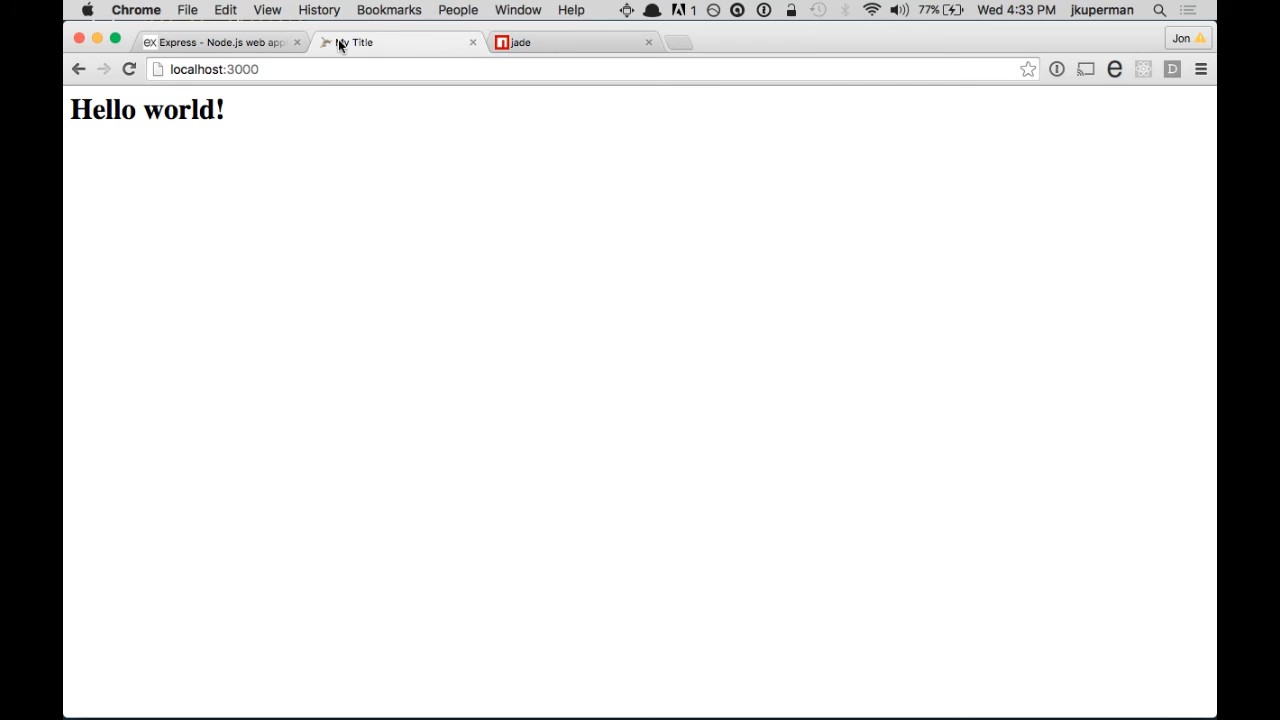 Chrome File Edit View History Bookmarks People Window Help 1 77% Wed 4:33 PM jkuperman
Express - Node.js web app My Title jade Jon
localhost:3000
Hello world!